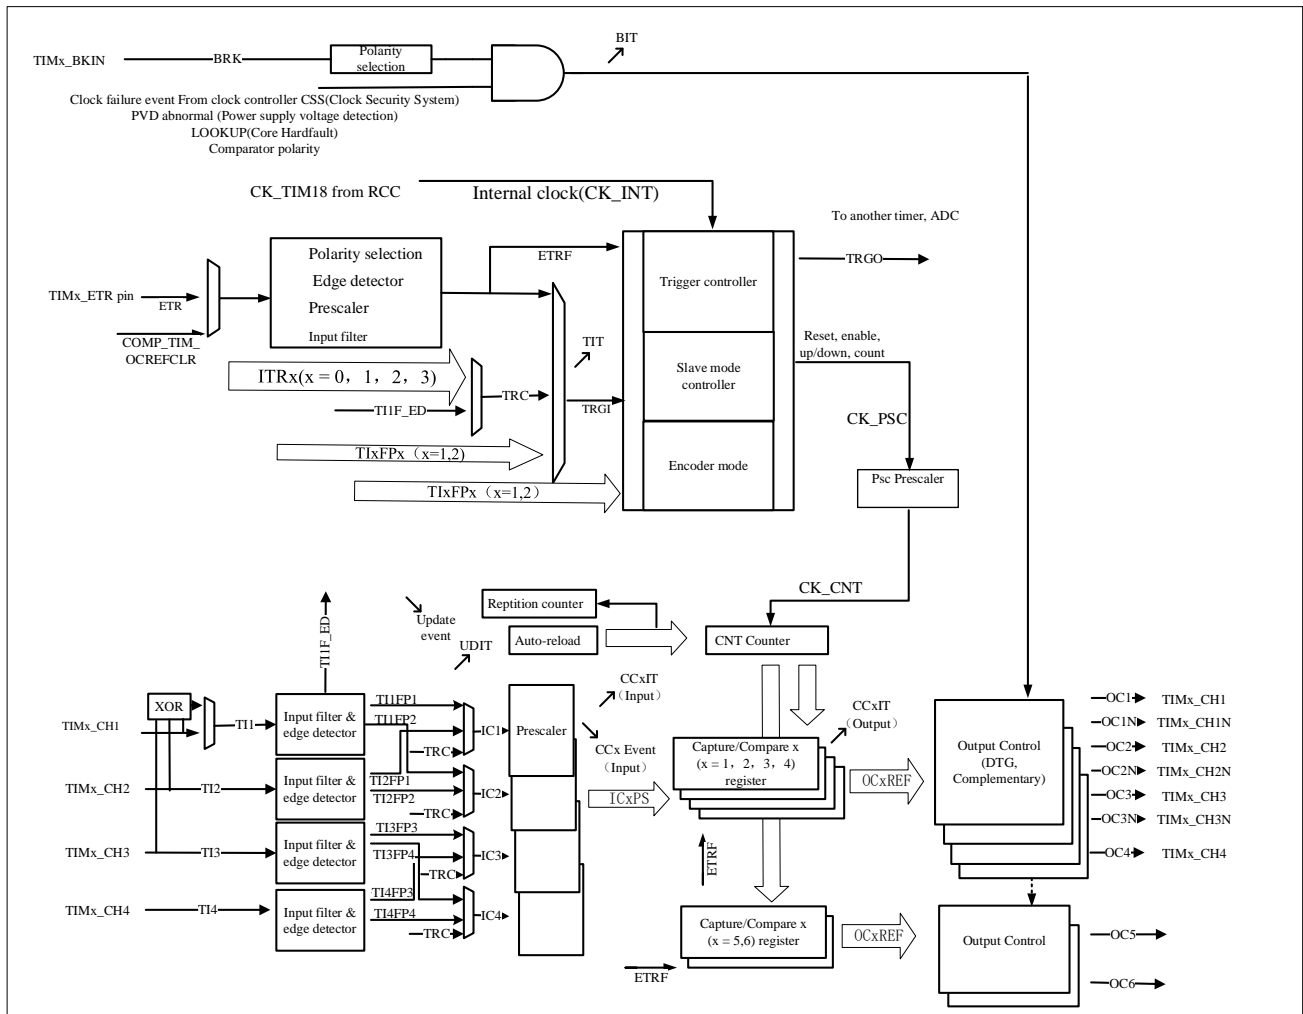 BIT
TIMx_BKIN
BRK
Polarity
selection
Clock failure event From clock controller CSS(Clock Security System)
PVD abnormal (Power supply voltage detection)
LOOKUP(Core Hardfault)
Comparator polarity
CK_TIM18 from RCC
Internal clock(CK_INT)
To another timer, ADC
TRGO
Polarity selection
Edge detector
Prescaler
Input filter
ETRF
TIMx_ETR pin
ETR
COMP_TIM_
OCREFCLR
ITRx(x = 0，1，2，3)
TI1F_ED
TRC
TIT
TRGI
TIxFPx（x=1,2)
TIxFPx（x=1,2）
Trigger controller
Slave mode
controller
Encoder mode
Reset, enable,
up/down, count
CK_PSC
Psc Prescaler
CK_CNT
Reptition counter
Auto-reload
CNT Counter
Update
event
UDIT
TI1F_ED
XOR
TIMx_CH1
TI1
Input filter &
edge detector
TI1FP1
TI1FP2
TRC
IC1
TIMx_CH2
TI2
Input filter &
edge detector
TI2FP1
TI2FP2
TRC
IC2
TIMx_CH3
TI3
Input filter &
edge detector
TI3FP3
TI3FP4
TRC
IC3
TIMx_CH4
TI4
Input filter &
edge detector
TI4FP3
TI4FP4
TRC
IC4
Prescaler
CCxIT
（Input)
CCx Event
(Input)
ICxPS
CCxIT
（Output）
Capture/Compare x
(x = 1，2，3，4)
register
OCxREF
ETRF
Capture/Compare x
(x = 5,6) register
OCxREF
ETRF
Output Control
(DTG,
Complementary)
OC1
TIMx_CH1
OC1N
TIMx_CH1N
OC2
TIMx_CH2
OC2N
TIMx_CH2N
OC3
TIMx_CH3
OC3N
TIMx_CH3N
OC4
TIMx_CH4
Output Control
OC5
OC6